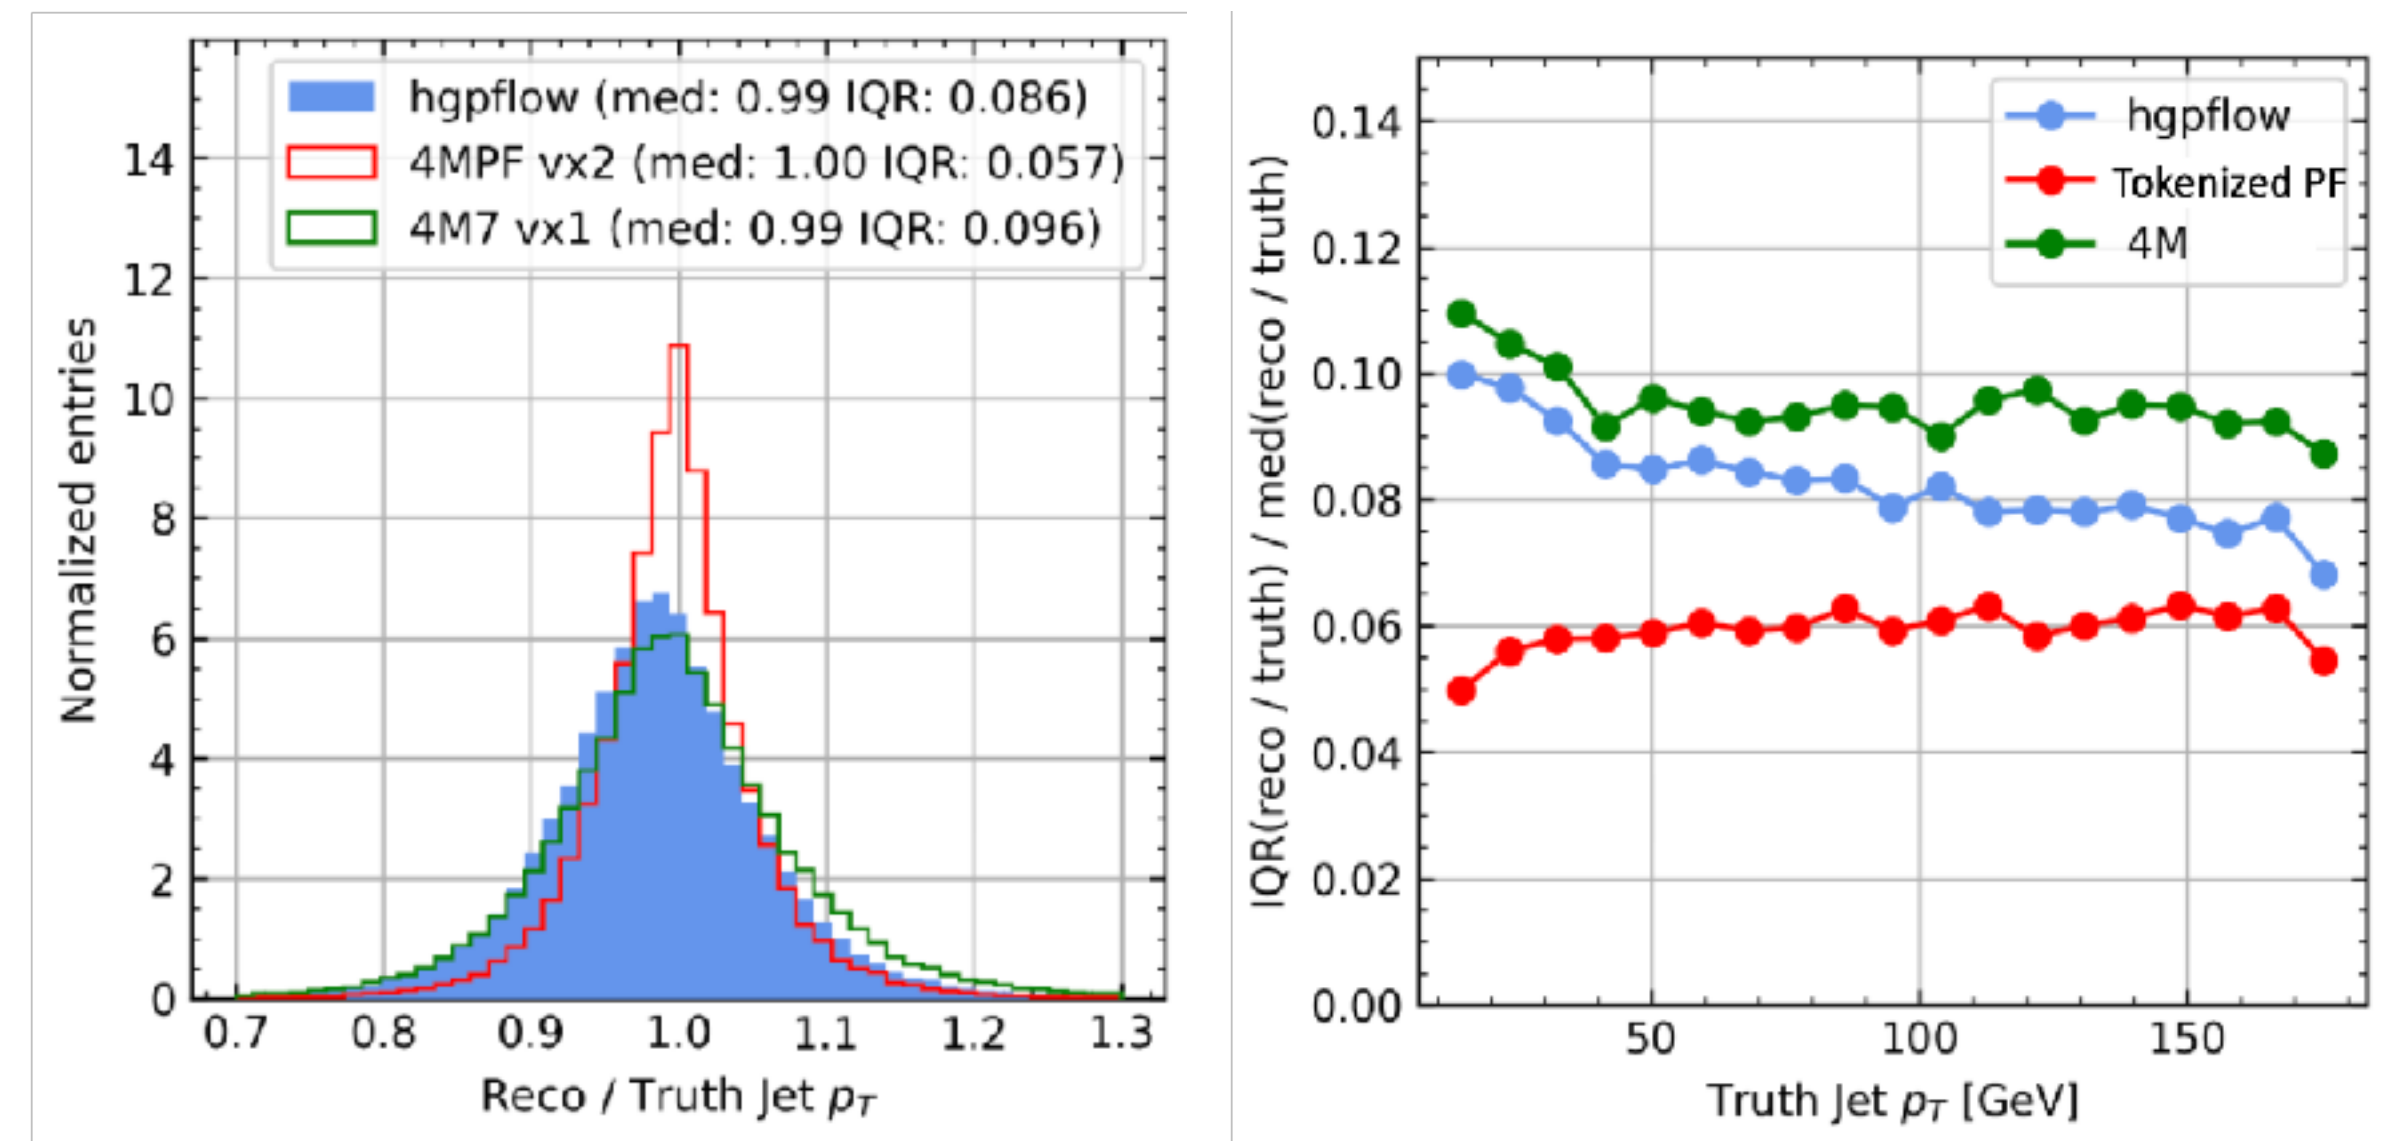 hgpflow (med: 0.99 IQR: 0.086)
4MPF vx2 (med: 1.00 IQR: 0.057)
4M7 vx1 (med: 0.99 IQR: 0.096)
Normalized entries
14
12
10
8
6
4
2
0
0.7 0.8 0.9 1.0 1.1 1.2 1.3
Reco / Truth Jet pT
IQR(reco / truth) / med(reco / truth)
0.14
0.12
0.10
0.08
0.06
0.04
0.02
0.00
hgpflow
Tokenized PF
4M
50 100 150
Truth Jet pT [GeV]